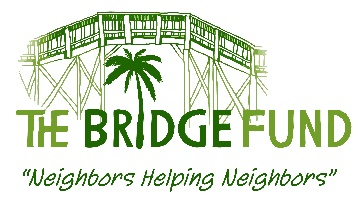 THE BRIDGE FUND
"Neighbors Helping Neighbors"